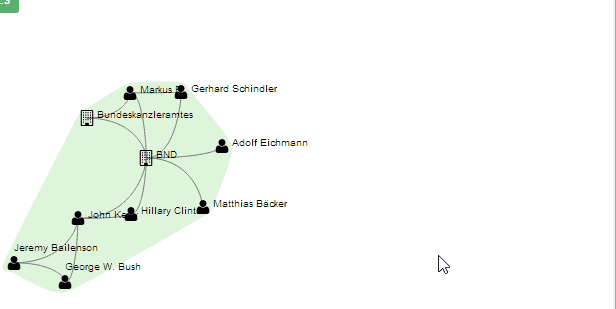 Markus
Gerhard Schindler
Bundeskanzleramtes
Adolf Eichmann
BND
Matthias Bäcker
John Ke
Hillary Clint
Jeremy Bailenson
George W. Bush